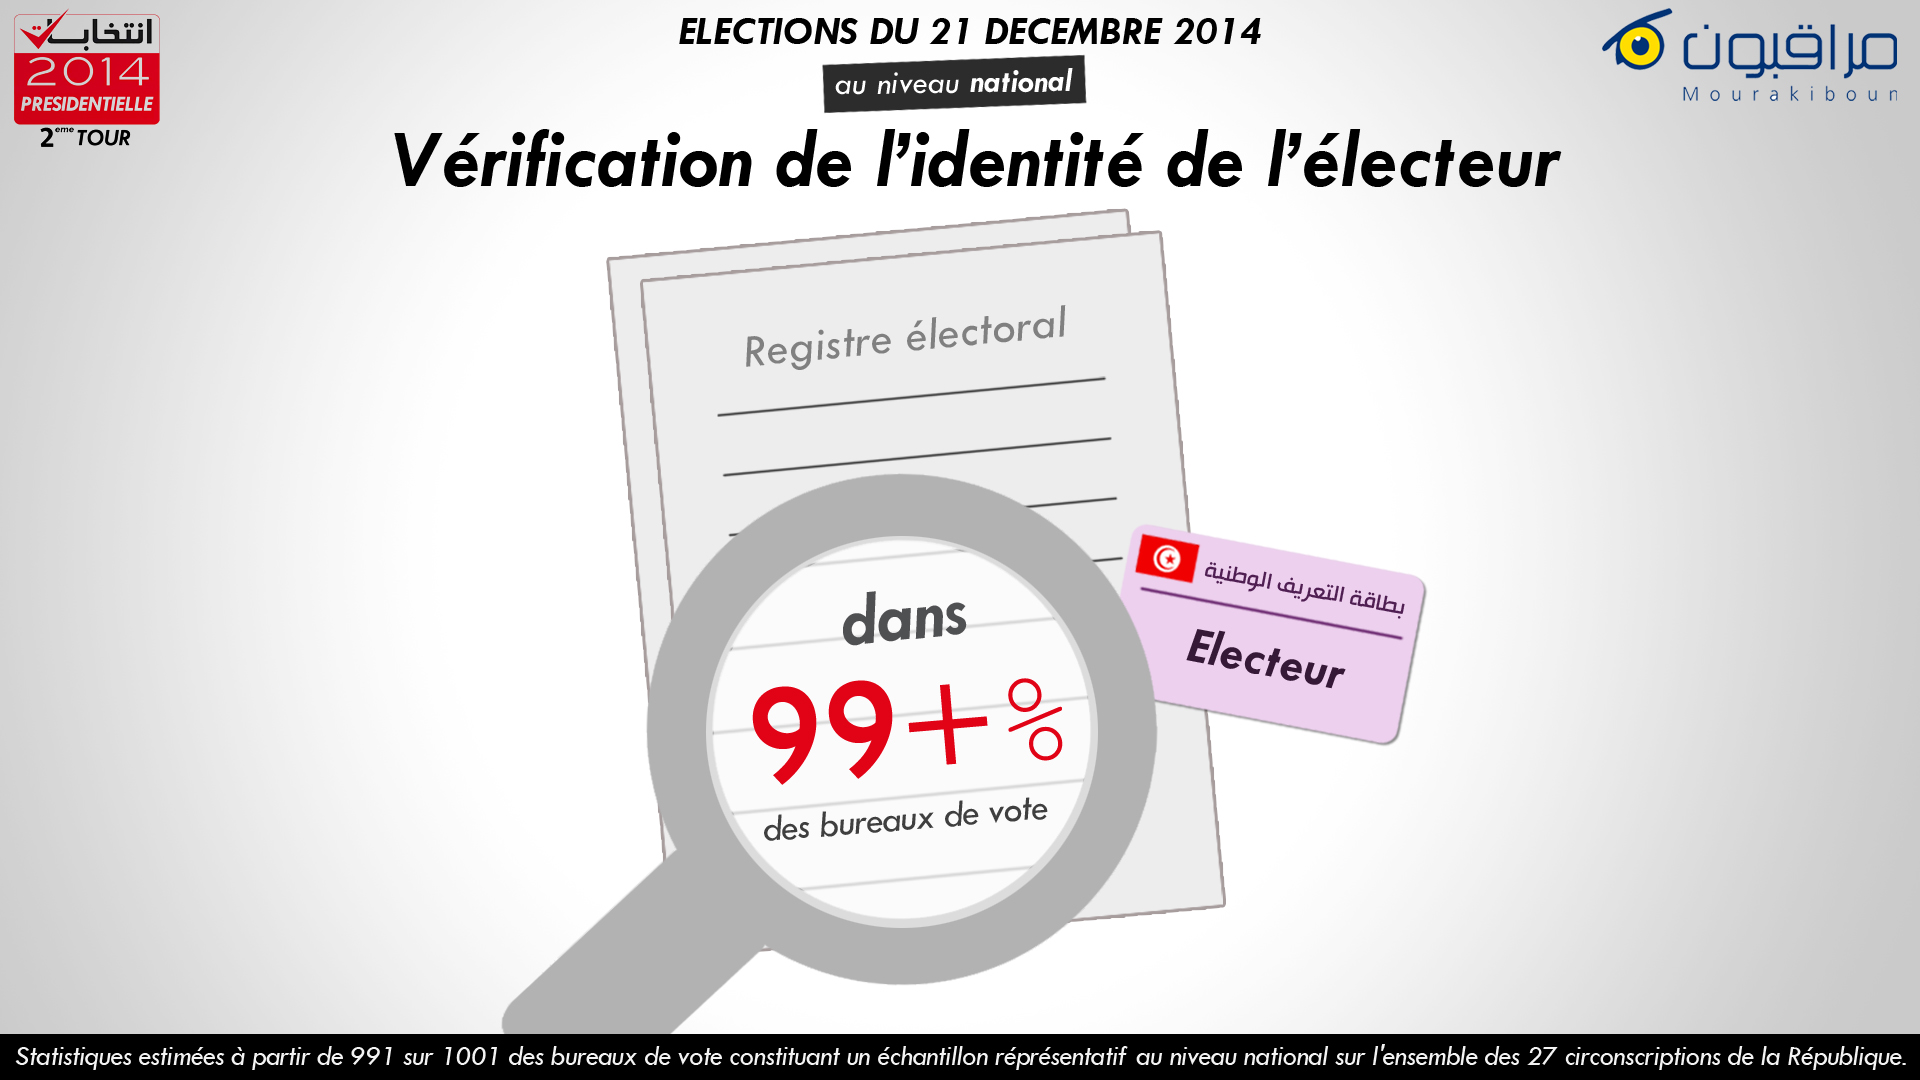 انتخابات
2014
PRESIDENTIELLE
2eme TOUR
ELECTIONS DU 21 DECEMBRE 2014
au niveau national
مراقبون
Mourakiboun
Vérification de l’identité de l’électeur
Registre électoral
بطاقة التعريف الوطنية
Electeur
dans
99+%
des bureaux de vote
Statistiques estimées à partir de 991 sur 1001 des bureaux de vote constituant un échantillon réprésentatif au niveau national sur l'ensemble des 27 circonscriptions de la République.